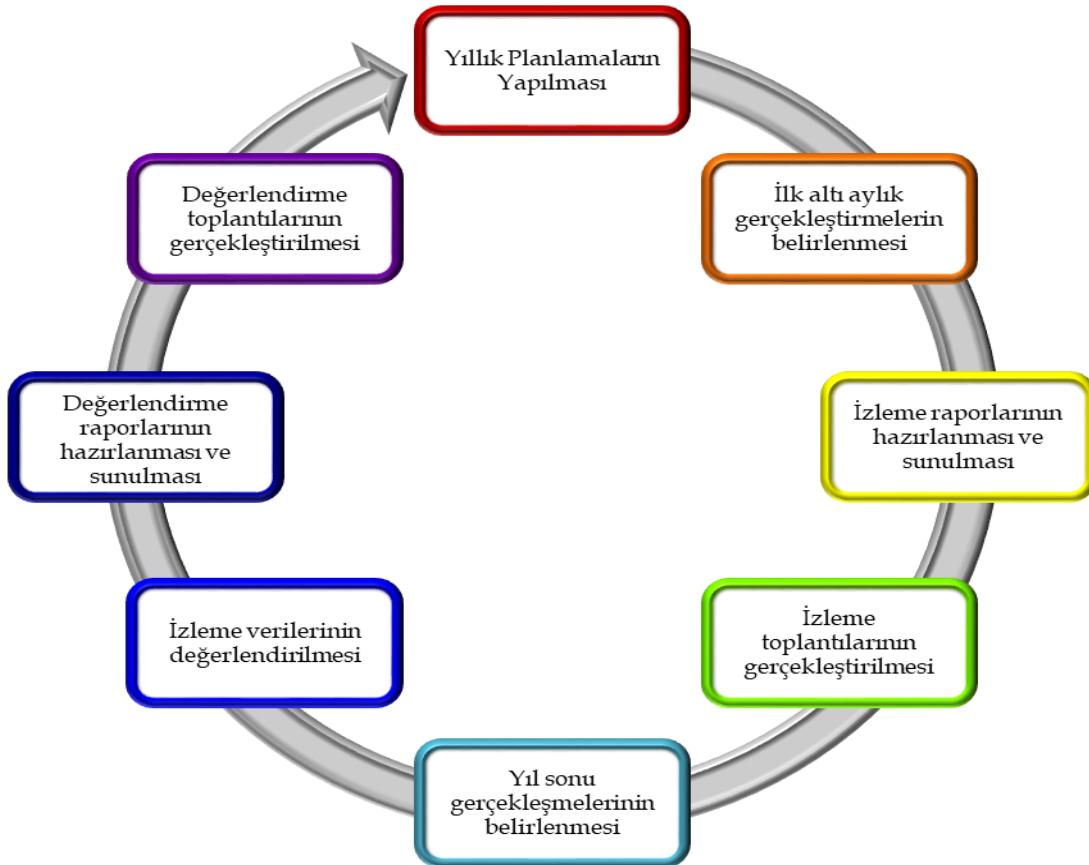 Yıllık Planlamaların
Yapılması
İlk altı aylık
gerçekleştirmelerin
belirlenmesi
İzleme raporlarının
hazırlanması ve
sunulması
İzleme
toplantılarının
gerçekleştirilmesi
Yıl sonu
gerçekleşmelerinin
belirlenmesi
İzleme verilerinin
değerlendirilmesi
Değerlendirme
raporlarının
hazırlanması ve
sunulması
Değerlendirme
toplantılarının
gerçekleştirilmesi